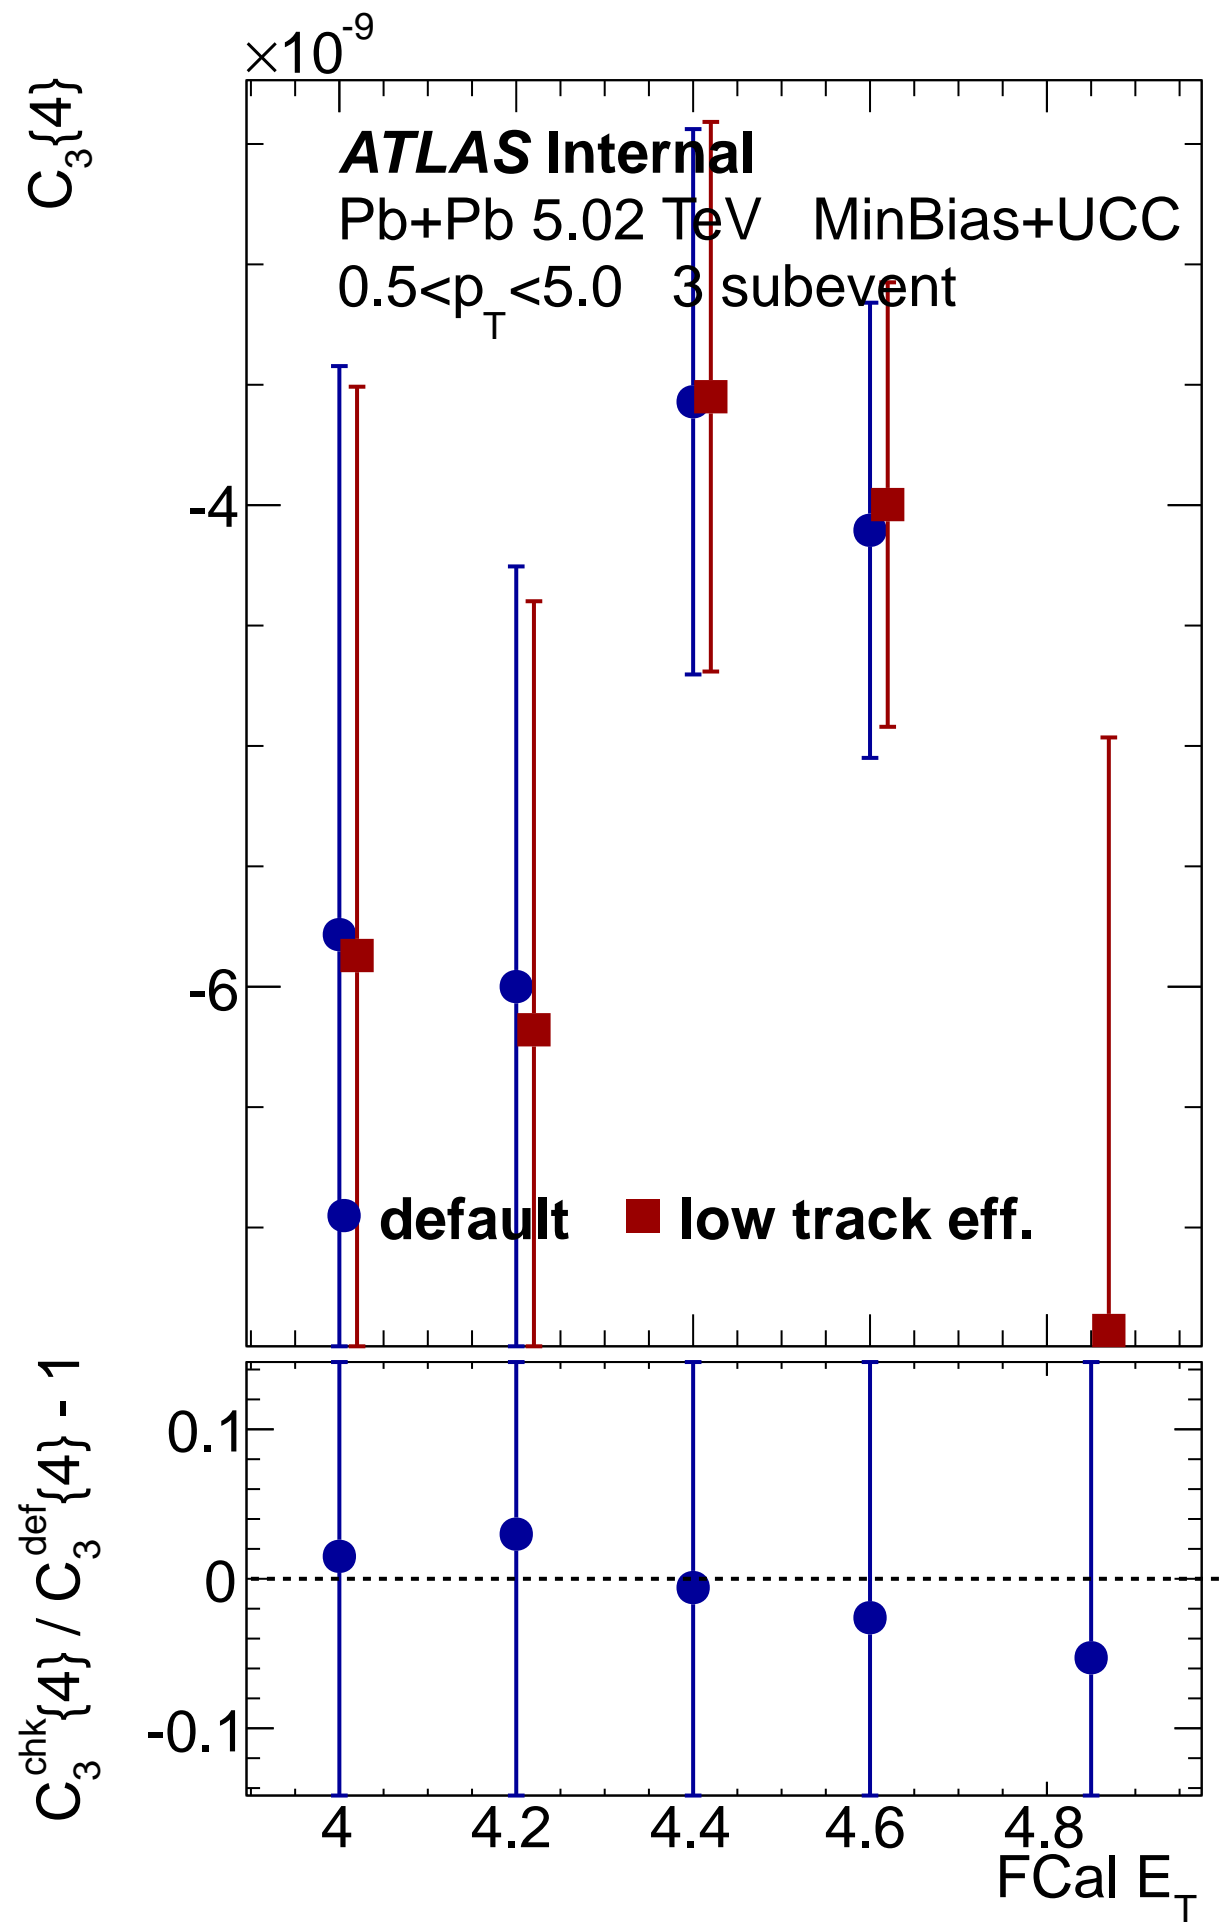 ×10⁻⁹
C₃{4}
ATLAS Internal
Pb+Pb 5.02 TeV MinBias+UCC
0.5<p_T<5.0 3 subevent
-4
-6
default low track eff.
C₃^chk{4} / C₃^def{4} - 1
0.1
0
-0.1
4 4.2 4.4 4.6 4.8
FCal E_T